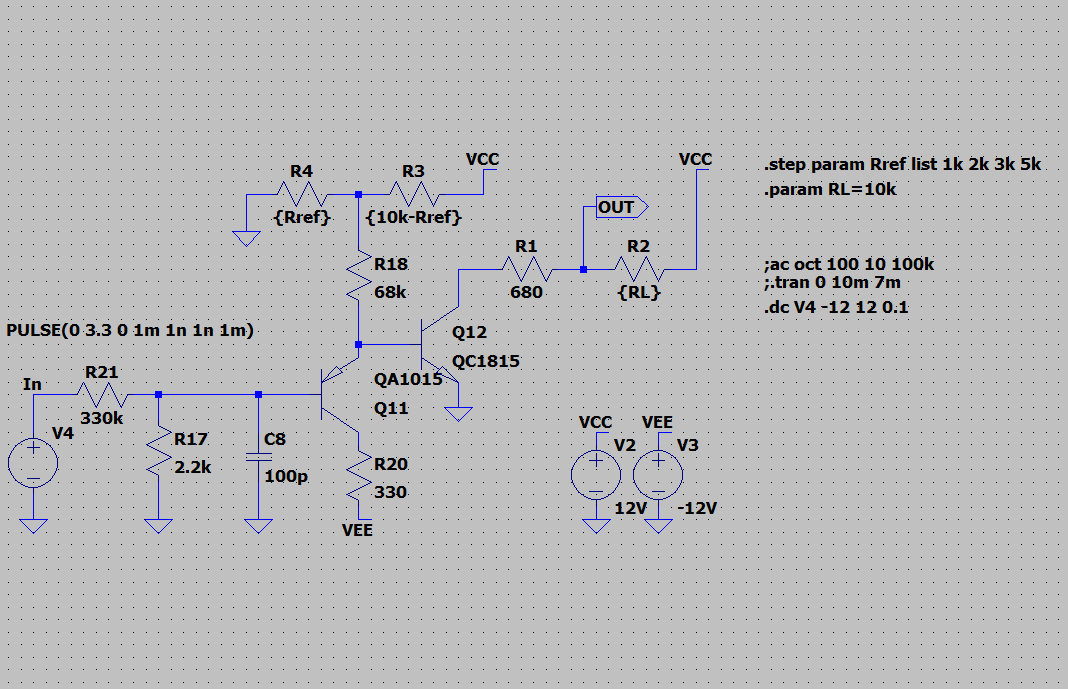 R4
R3
VCC
VCC
.step param Rref list 1k 2k 3k 5k
.param RL=10k
{Rref}
{10k-Rref}
OUT
R18
68k
R1
680
R2
{RL}
;ac oct 100 10 100k
;.tran 0 10m 7m
.dc V4 -12 12 0.1
PULSE(0 3.3 0 1m 1n 1n 1m)
Q12
QC1815
In
R21
330k
QA1015
Q11
V4
R17
2.2k
C8
100p
R20
330
VEE
VCC
VEE
V2
V3
12V
-12V